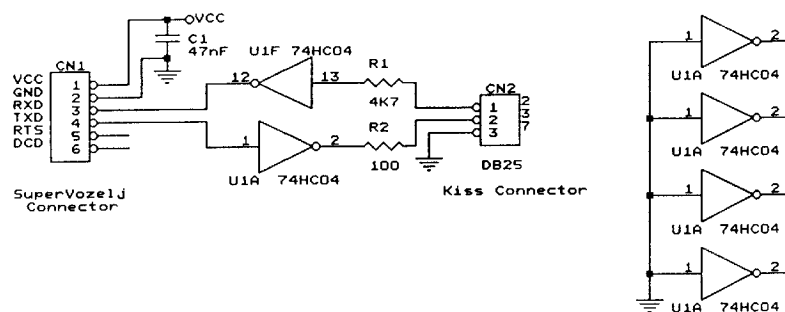 VCC
C1
47nF
CN1
VCC 1
GND 2
RXD 3
TXD 4
RTS 5
DCD 6
SuperVozelj
Connector
U1F 74HC04
12 13
R1
4K7
1 2
U1A 74HC04
R2
100
CN2
1 2
2 3
3 7
DB25
Kiss Connector
1 2
U1A 74HC04
1 2
U1A 74HC04
1 2
U1A 74HC04
1 2
U1A 74HC04